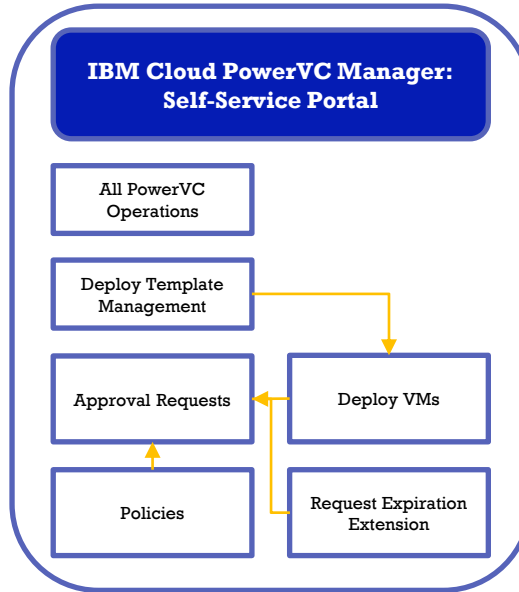 IBM Cloud PowerVC Manager:
Self-Service Portal
All PowerVC
Operations
Deploy Template
Management
Approval Requests
Deploy VMs
Policies
Request Expiration
Extension